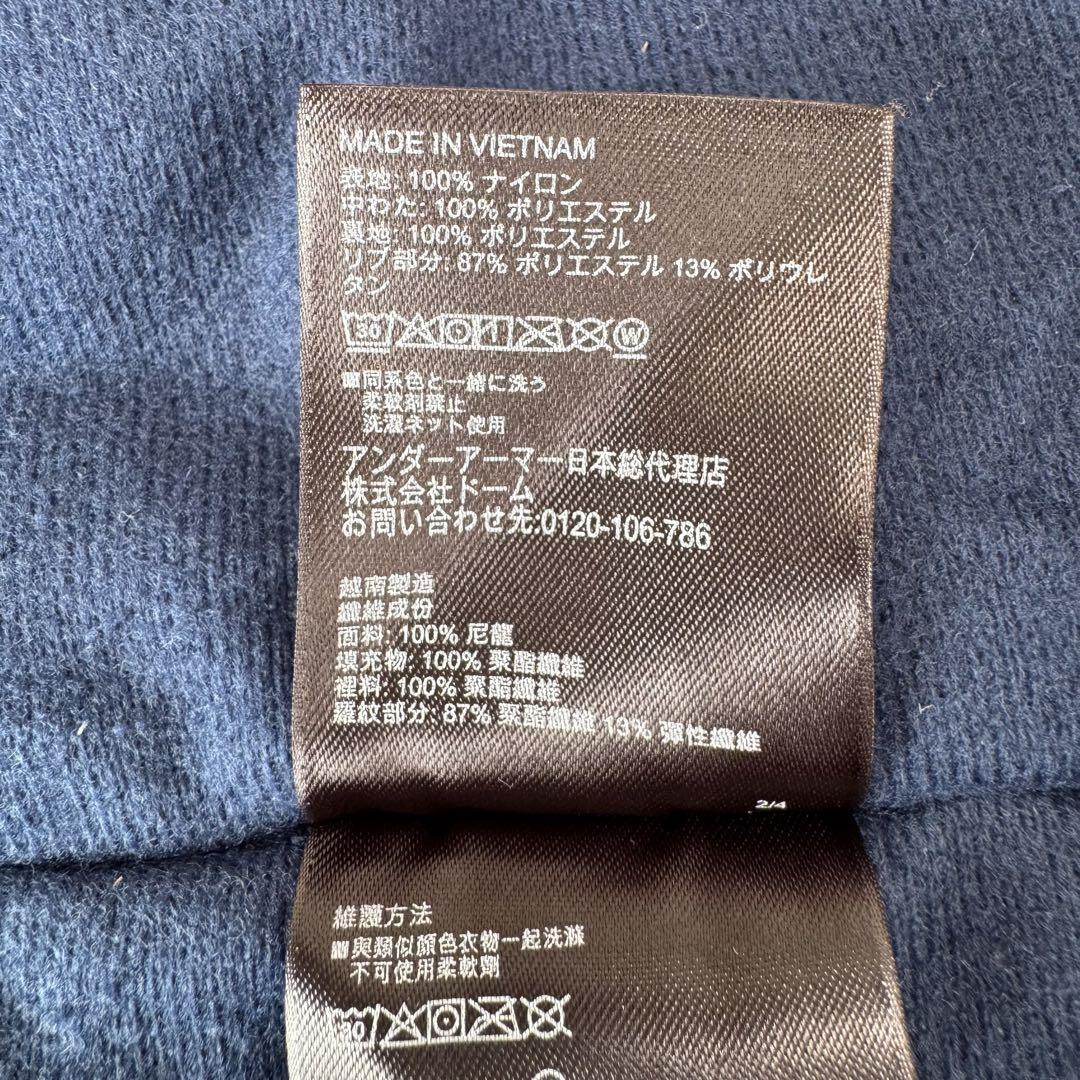 MADE IN VIETNAM
表地: 100% ナイロン
中わた: 100% ポリエステル
裏地: 100% ポリエステル
リブ部分: 87% ポリエステル 13% ポリウレ
タン
30 W
同系色と一緒に洗う
柔軟剤禁止
洗濯ネット使用
アンダーアーマー日本総代理店
株式会社ドーム
お問い合わせ先:0120-106-786
越南製造
纖維成份
面料: 100% 尼龍
填充物: 100% 聚酯纖維
裡料: 100% 聚酯纖維
羅紋部分: 87% 聚酯纖維 13% 彈性纖維
2/4
維護方法
與類似顏色衣物一起洗滌
不可使用柔軟劑
30